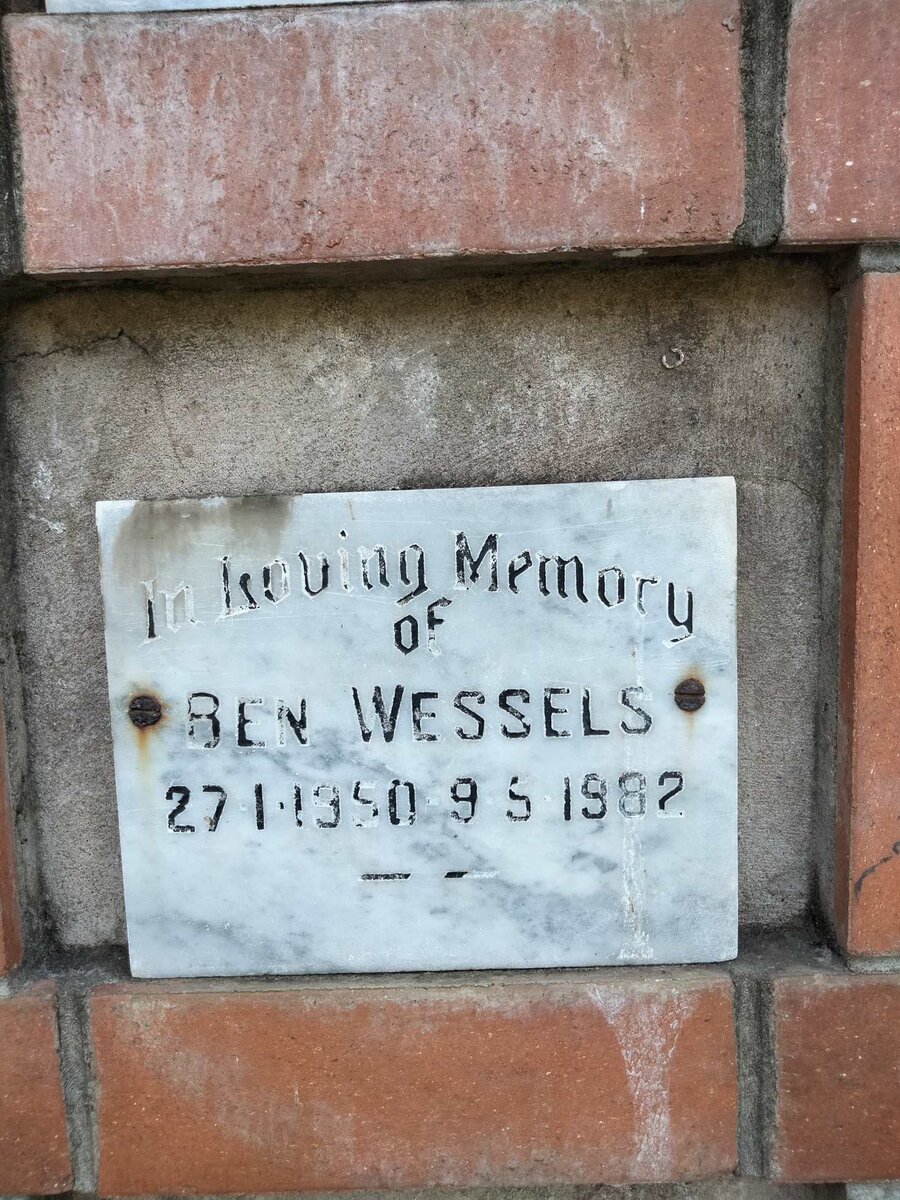 In Loving Memory
of
BEN WESSELS
27·1·1950 - 9·5·1982